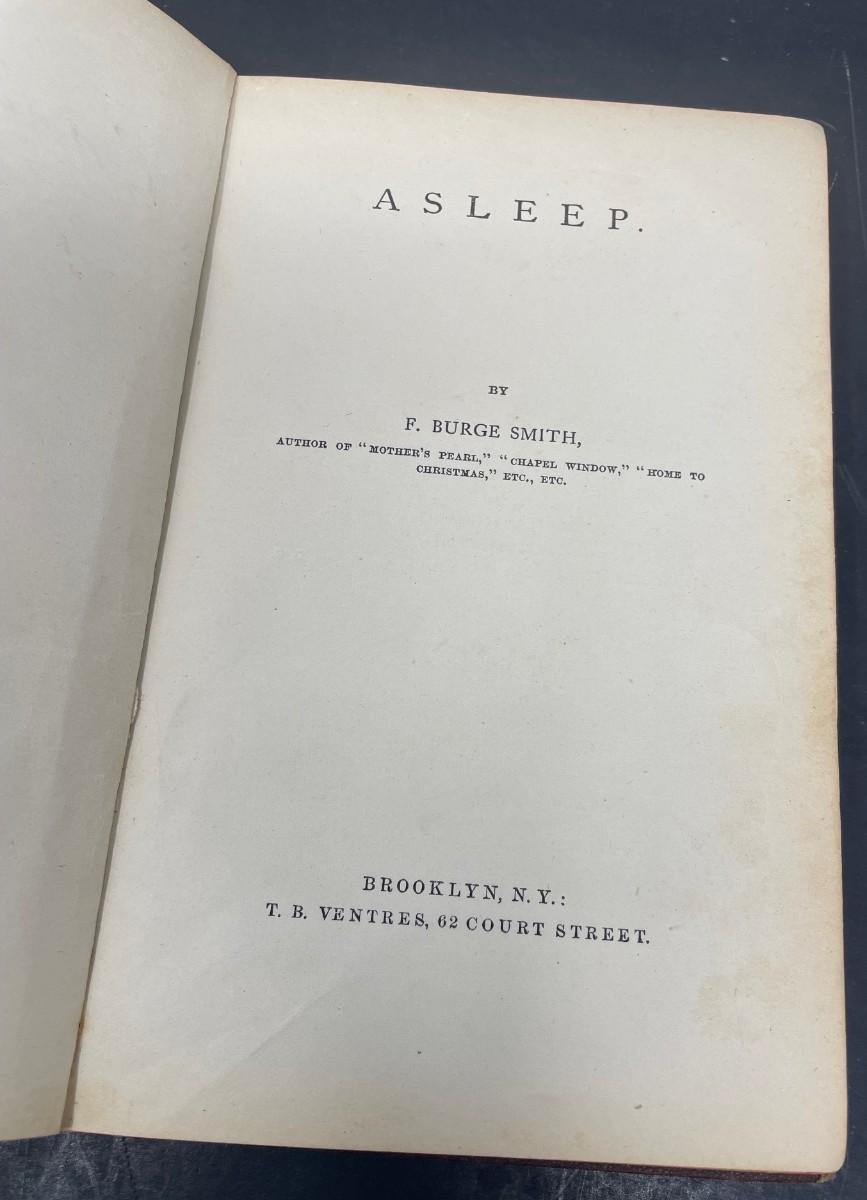 ASLEEP.
BY
F. BURGE SMITH,
AUTHOR OF "MOTHER'S PEARL," "CHAPEL WINDOW," "HOME TO
CHRISTMAS," ETC., ETC.
BROOKLYN, N. Y.:
T. B. VENTRES, 62 COURT STREET.